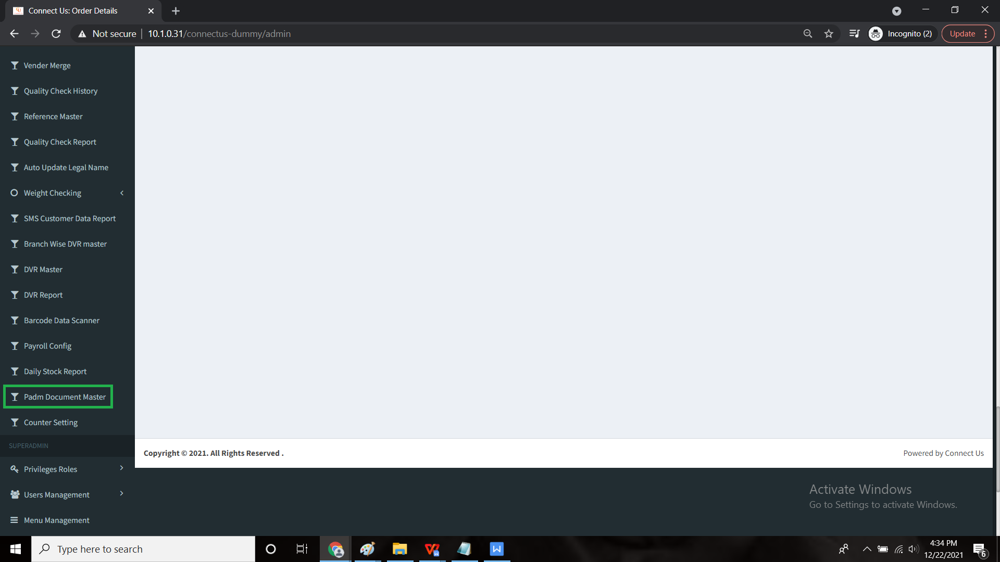 Connect Us: Order Details
Not secure
10.1.0.31/connectus-dummy/admin
Incognito (2)
Update
Vender Merge
Quality Check History
Reference Master
Quality Check Report
Auto Update Legal Name
Weight Checking
SMS Customer Data Report
Branch Wise DVR master
DVR Master
DVR Report
Barcode Data Scanner
Payroll Config
Daily Stock Report
Padm Document Master
Counter Setting
SUPERADMIN
Privileges Roles
Users Management
Menu Management
Copyright © 2021. All Rights Reserved .
Powered by Connect Us
Activate Windows
Go to Settings to activate Windows.
Type here to search
4:34 PM
12/22/2021
6